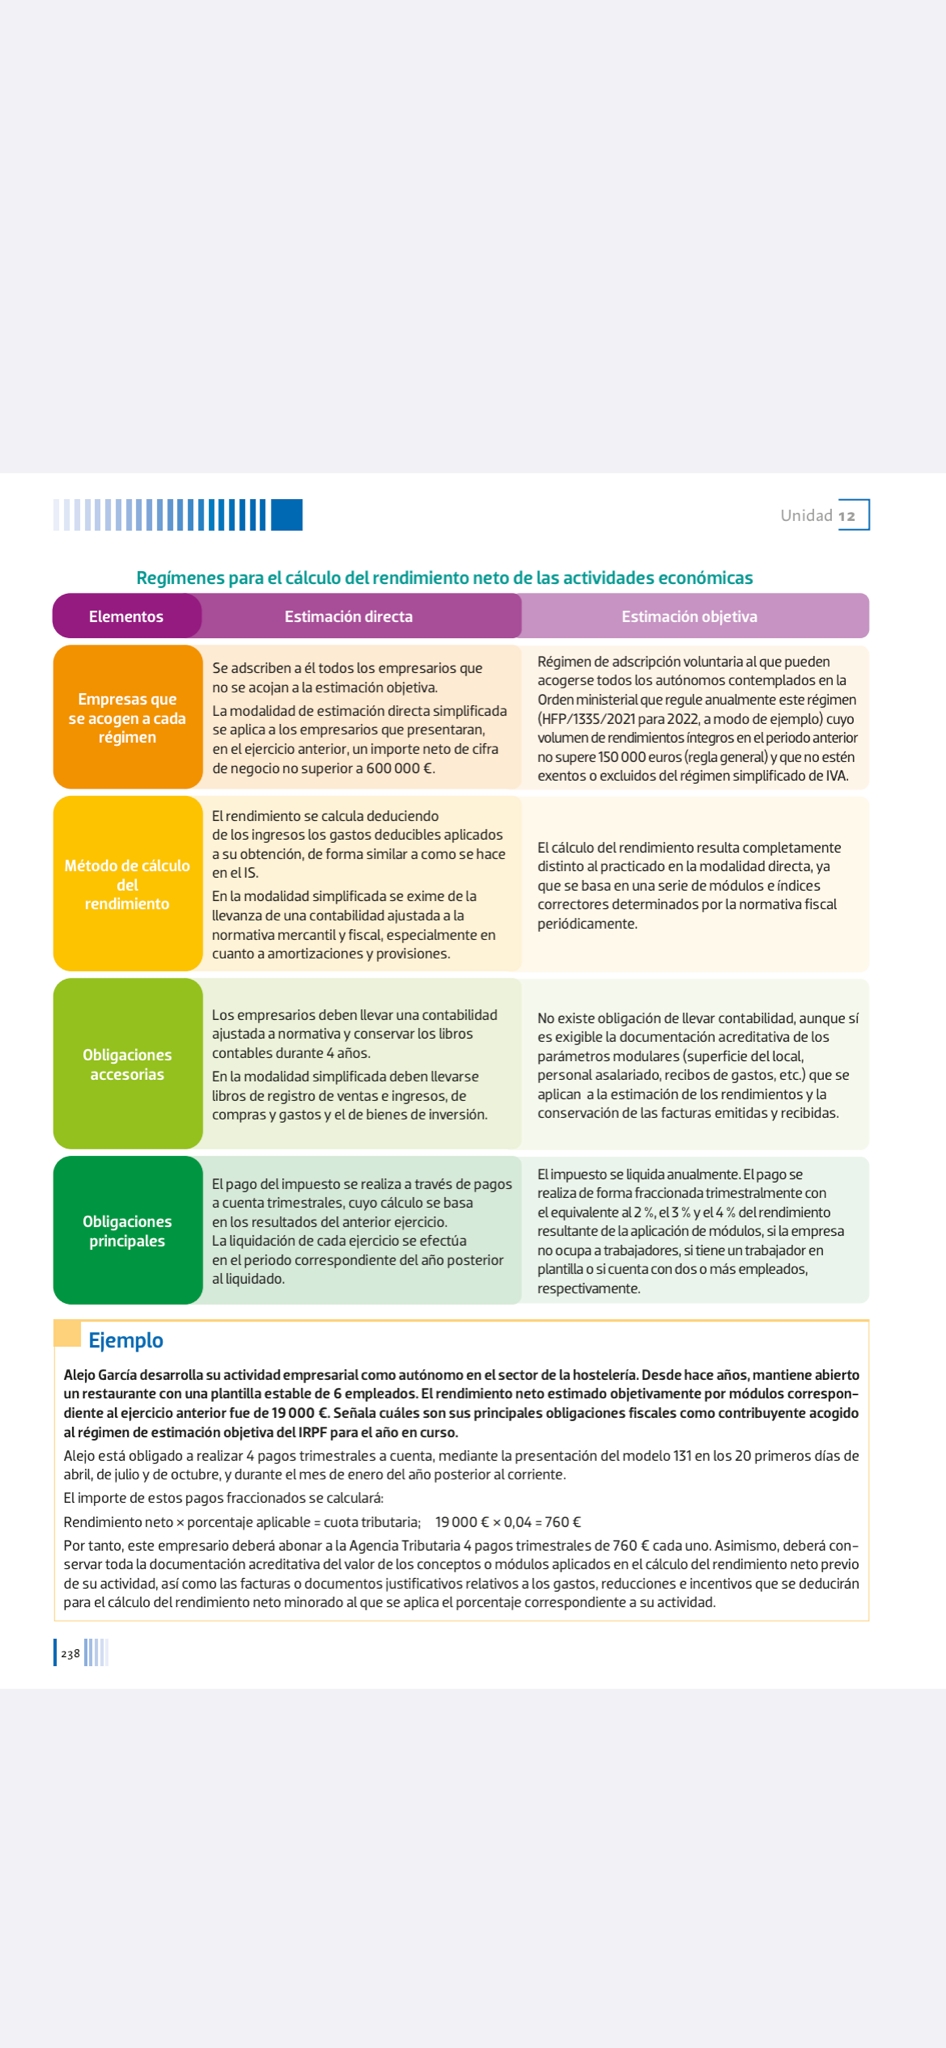 Unidad 12
Regímenes para el cálculo del rendimiento neto de las actividades económicas
Elementos
Estimación directa
Estimación objetiva
Empresas que
se acogen a cada
régimen
Se adscriben a él todos los empresarios que
no se acojan a la estimación objetiva.
La modalidad de estimación directa simplificada
se aplica a los empresarios que presentaran,
en el ejercicio anterior, un importe neto de cifra
de negocio no superior a 600 000 €.
Régimen de adscripción voluntaria al que pueden
acogerse todos los autónomos contemplados en la
Orden ministerial que regule anualmente este régimen
(HFP/1335/2021 para 2022, a modo de ejemplo) cuyo
volumen de rendimientos íntegros en el periodo anterior
no supere 150 000 euros (regla general) y que no estén
exentos o excluidos del régimen simplificado de IVA.
Método de cálculo
del
rendimiento
El rendimiento se calcula deduciendo
de los ingresos los gastos deducibles aplicados
a su obtención, de forma similar a como se hace
en el IS.
En la modalidad simplificada se exime de la
llevanza de una contabilidad ajustada a la
normativa mercantil y fiscal, especialmente en
cuanto a amortizaciones y provisiones.
El cálculo del rendimiento resulta completamente
distinto al practicado en la modalidad directa, ya
que se basa en una serie de módulos e índices
correctores determinados por la normativa fiscal
periódicamente.
Obligaciones
accesorias
Los empresarios deben llevar una contabilidad
ajustada a normativa y conservar los libros
contables durante 4 años.
En la modalidad simplificada deben llevarse
libros de registro de ventas e ingresos, de
compras y gastos y el de bienes de inversión.
No existe obligación de llevar contabilidad, aunque sí
es exigible la documentación acreditativa de los
parámetros modulares (superficie del local,
personal asalariado, recibos de gastos, etc.) que se
aplican a la estimación de los rendimientos y la
conservación de las facturas emitidas y recibidas.
Obligaciones
principales
El pago del impuesto se realiza a través de pagos
a cuenta trimestrales, cuyo cálculo se basa
en los resultados del anterior ejercicio.
La liquidación de cada ejercicio se efectúa
en el periodo correspondiente del año posterior
al liquidado.
El impuesto se liquida anualmente. El pago se
realiza de forma fraccionada trimestralmente con
el equivalente al 2 %, el 3 % y el 4 % del rendimiento
resultante de la aplicación de módulos, si la empresa
no ocupa a trabajadores, si tiene un trabajador en
plantilla o si cuenta con dos o más empleados,
respectivamente.
Ejemplo
Alejo García desarrolla su actividad empresarial como autónomo en el sector de la hostelería. Desde hace años, mantiene abierto
un restaurante con una plantilla estable de 6 empleados. El rendimiento neto estimado objetivamente por módulos correspon-
diente al ejercicio anterior fue de 19 000 €. Señala cuáles son sus principales obligaciones fiscales como contribuyente acogido
al régimen de estimación objetiva del IRPF para el año en curso.
Alejo está obligado a realizar 4 pagos trimestrales a cuenta, mediante la presentación del modelo 131 en los 20 primeros días de
abril, de julio y de octubre, y durante el mes de enero del año posterior al corriente.
El importe de estos pagos fraccionados se calculará:
Rendimiento neto × porcentaje aplicable = cuota tributaria; 19 000 € × 0,04 = 760 €
Por tanto, este empresario deberá abonar a la Agencia Tributaria 4 pagos trimestrales de 760 € cada uno. Asimismo, deberá con-
servar toda la documentación acreditativa del valor de los conceptos o módulos aplicados en el cálculo del rendimiento neto previo
de su actividad, así como las facturas o documentos justificativos relativos a los gastos, reducciones e incentivos que se deducirán
para el cálculo del rendimiento neto minorado al que se aplica el porcentaje correspondiente a su actividad.
238